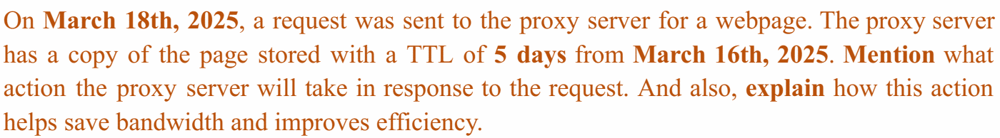 On March 18th, 2025, a request was sent to the proxy server for a webpage. The proxy server
has a copy of the page stored with a TTL of 5 days from March 16th, 2025. Mention what
action the proxy server will take in response to the request. And also, explain how this action
helps save bandwidth and improves efficiency.